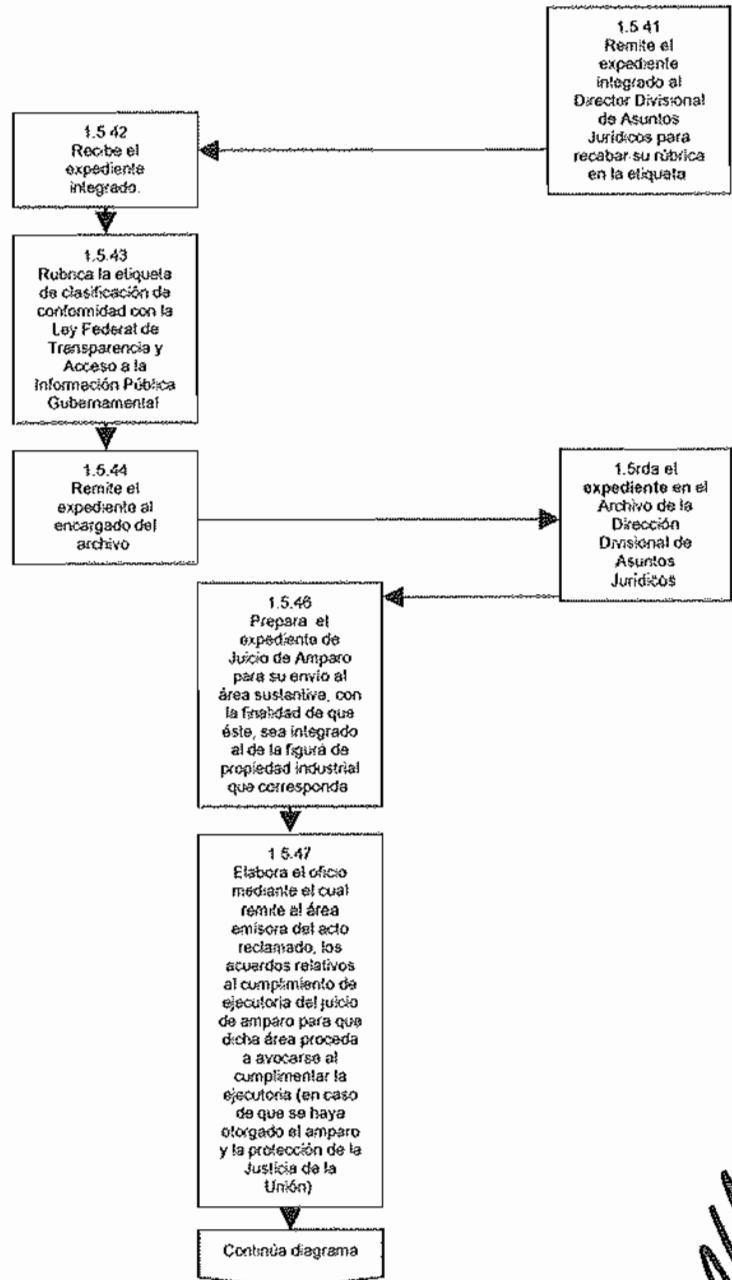 1.5.41
Remite el
expediente
integrado al
Director Divisional
de Asuntos
Jurídicos para
recabar su rúbrica
en la etiqueta
1.5.42
Recibe el
expediente
integrado.
1.5.43
Rubrica la etiqueta
de clasificación de
conformidad con la
Ley Federal de
Transparencia y
Acceso a la
Información Pública
Gubernamental
1.5.44
Remite el
expediente al
encargado del
archivo
1.5rda el
expediente en el
Archivo de la
Dirección
Divisional de
Asuntos
Jurídicos
1.5.46
Prepara el
expediente de
Juicio de Amparo
para su envío al
área sustantiva, con
la finalidad de que
éste, sea integrado
al de la figura de
propiedad industrial
que corresponda
1.5.47
Elabora el oficio
mediante el cual
remite al área
emisora del acto
reclamado, los
acuerdos relativos
al cumplimiento de
ejecutoria del juicio
de amparo para que
dicha área proceda
a avocarse al
cumplimentar la
ejecutoria (en caso
de que se haya
otorgado el amparo
y la protección de la
Justicia de la
Unión)
Continúa diagrama